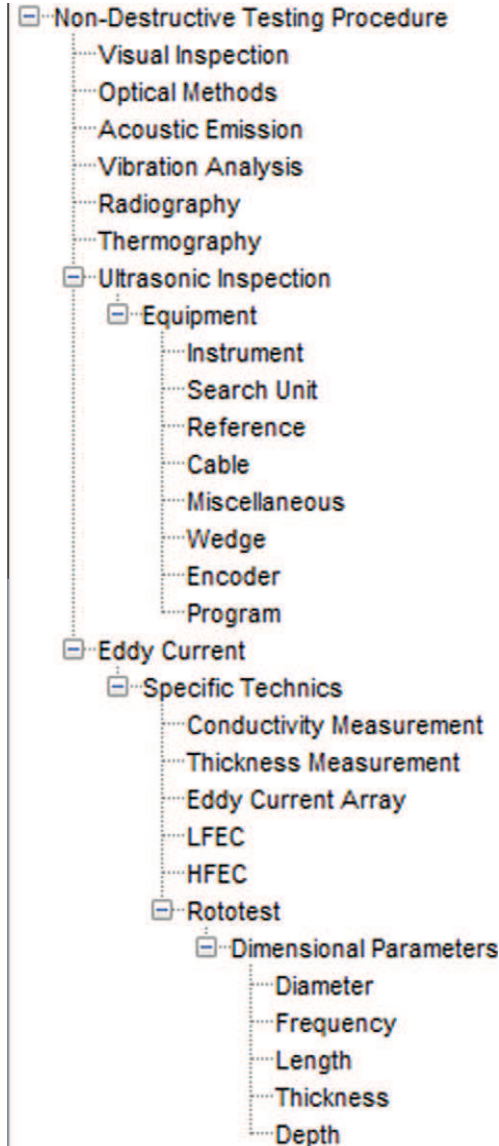 Non-Destructive Testing Procedure
Visual Inspection
Optical Methods
Acoustic Emission
Vibration Analysis
Radiography
Thermography
Ultrasonic Inspection
Equipment
Instrument
Search Unit
Reference
Cable
Miscellaneous
Wedge
Encoder
Program
Eddy Current
Specific Technics
Conductivity Measurement
Thickness Measurement
Eddy Current Array
LFEC
HFEC
Rototest
Dimensional Parameters
Diameter
Frequency
Length
Thickness
Depth